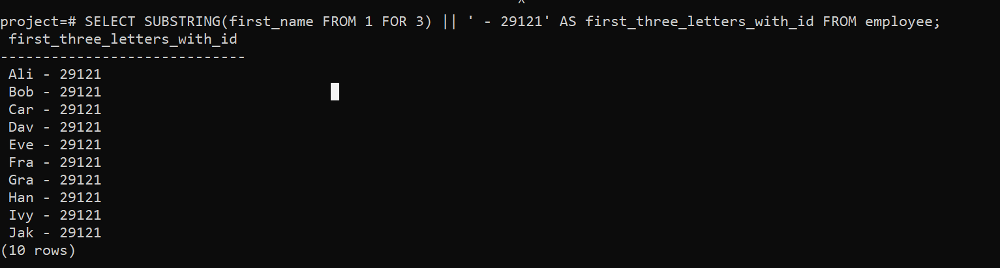 ^
project=# SELECT SUBSTRING(first_name FROM 1 FOR 3) || ' - 29121' AS first_three_letters_with_id FROM employee;
 first_three_letters_with_id
-----------------------------
 Ali - 29121
 Bob - 29121
 Car - 29121
 Dav - 29121
 Eve - 29121
 Fra - 29121
 Gra - 29121
 Han - 29121
 Ivy - 29121
 Jak - 29121
(10 rows)